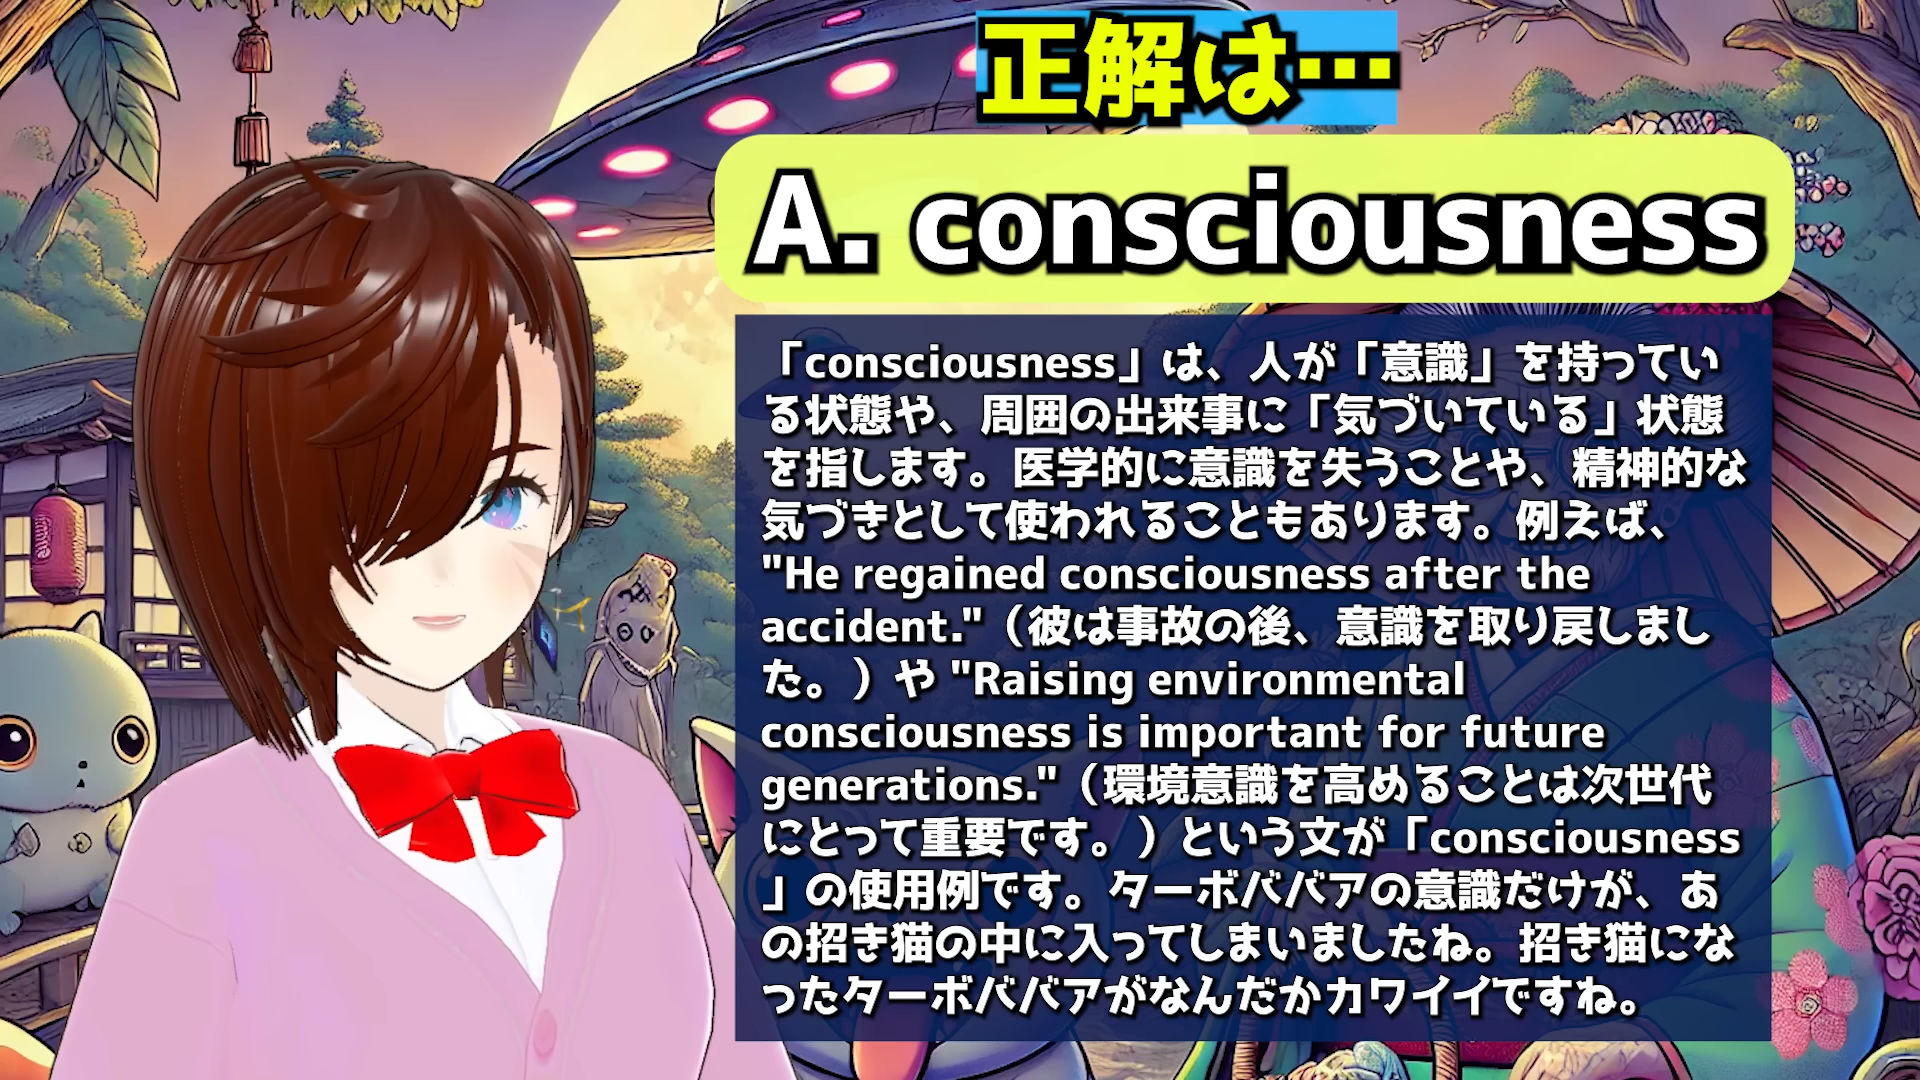 正解は…
A. consciousness
「consciousness」は、人が「意識」を持ってい
る状態や、周囲の出来事に「気づいている」状態
を指します。医学的に意識を失うことや、精神的な
気づきとして使われることもあります。例えば、
"He regained consciousness after the
accident."（彼は事故の後、意識を取り戻しまし
た。）や "Raising environmental
consciousness is important for future
generations."（環境意識を高めることは次世代
にとって重要です。）という文が「consciousness
」の使用例です。ターボババアの意識だけが、あ
の招き猫の中に入ってしまいましたね。招き猫にな
ったターボババアがなんだかカワイイですね。